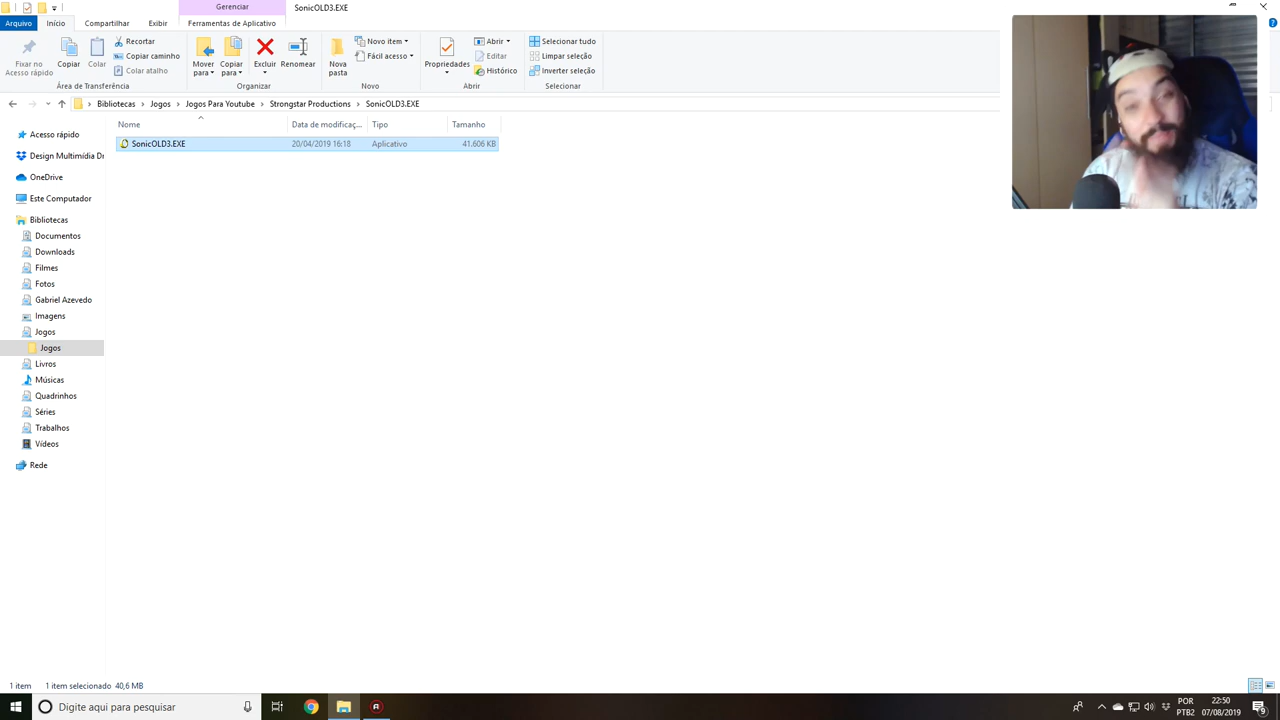 Gerenciar
SonicOLD3.EXE
Arquivo
Início
Compartilhar
Exibir
Ferramentas de Aplicativo
Fixar no
Acesso rápido
Copiar
Colar
Recortar
Copiar caminho
Colar atalho
Área de Transferência
Mover
para
Copiar
para
Excluir
Renomear
Organizar
Nova
pasta
Novo item
Fácil acesso
Novo
Propriedades
Abrir
Editar
Histórico
Abrir
Selecionar tudo
Limpar seleção
Inverter seleção
Selecionar
Bibliotecas > Jogos > Jogos Para Youtube > Strongstar Productions > SonicOLD3.EXE
Nome
Data de modificaç...
Tipo
Tamanho
SonicOLD3.EXE
20/04/2019 16:18
Aplicativo
41.606 KB
Acesso rápido
Design Multimídia Dr
OneDrive
Este Computador
Bibliotecas
Documentos
Downloads
Filmes
Fotos
Gabriel Azevedo
Imagens
Jogos
Jogos
Livros
Músicas
Quadrinhos
Séries
Trabalhos
Vídeos
Rede
1 item
1 item selecionado 40,6 MB
Digite aqui para pesquisar
POR
PTB2
22:50
07/08/2019